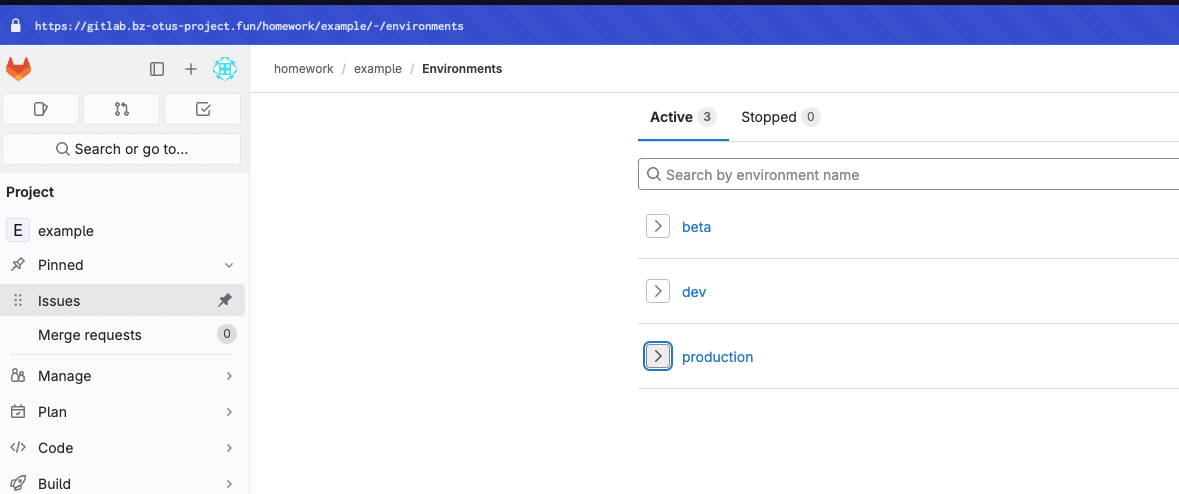 https://gitlab.bz-otus-project.fun/homework/example/-/environments
homework / example / Environments
Search or go to...
Project
E example
Pinned
Issues
Merge requests 0
Manage
Plan
Code
Build
Active 3 Stopped 0
Search by environment name
beta
dev
production